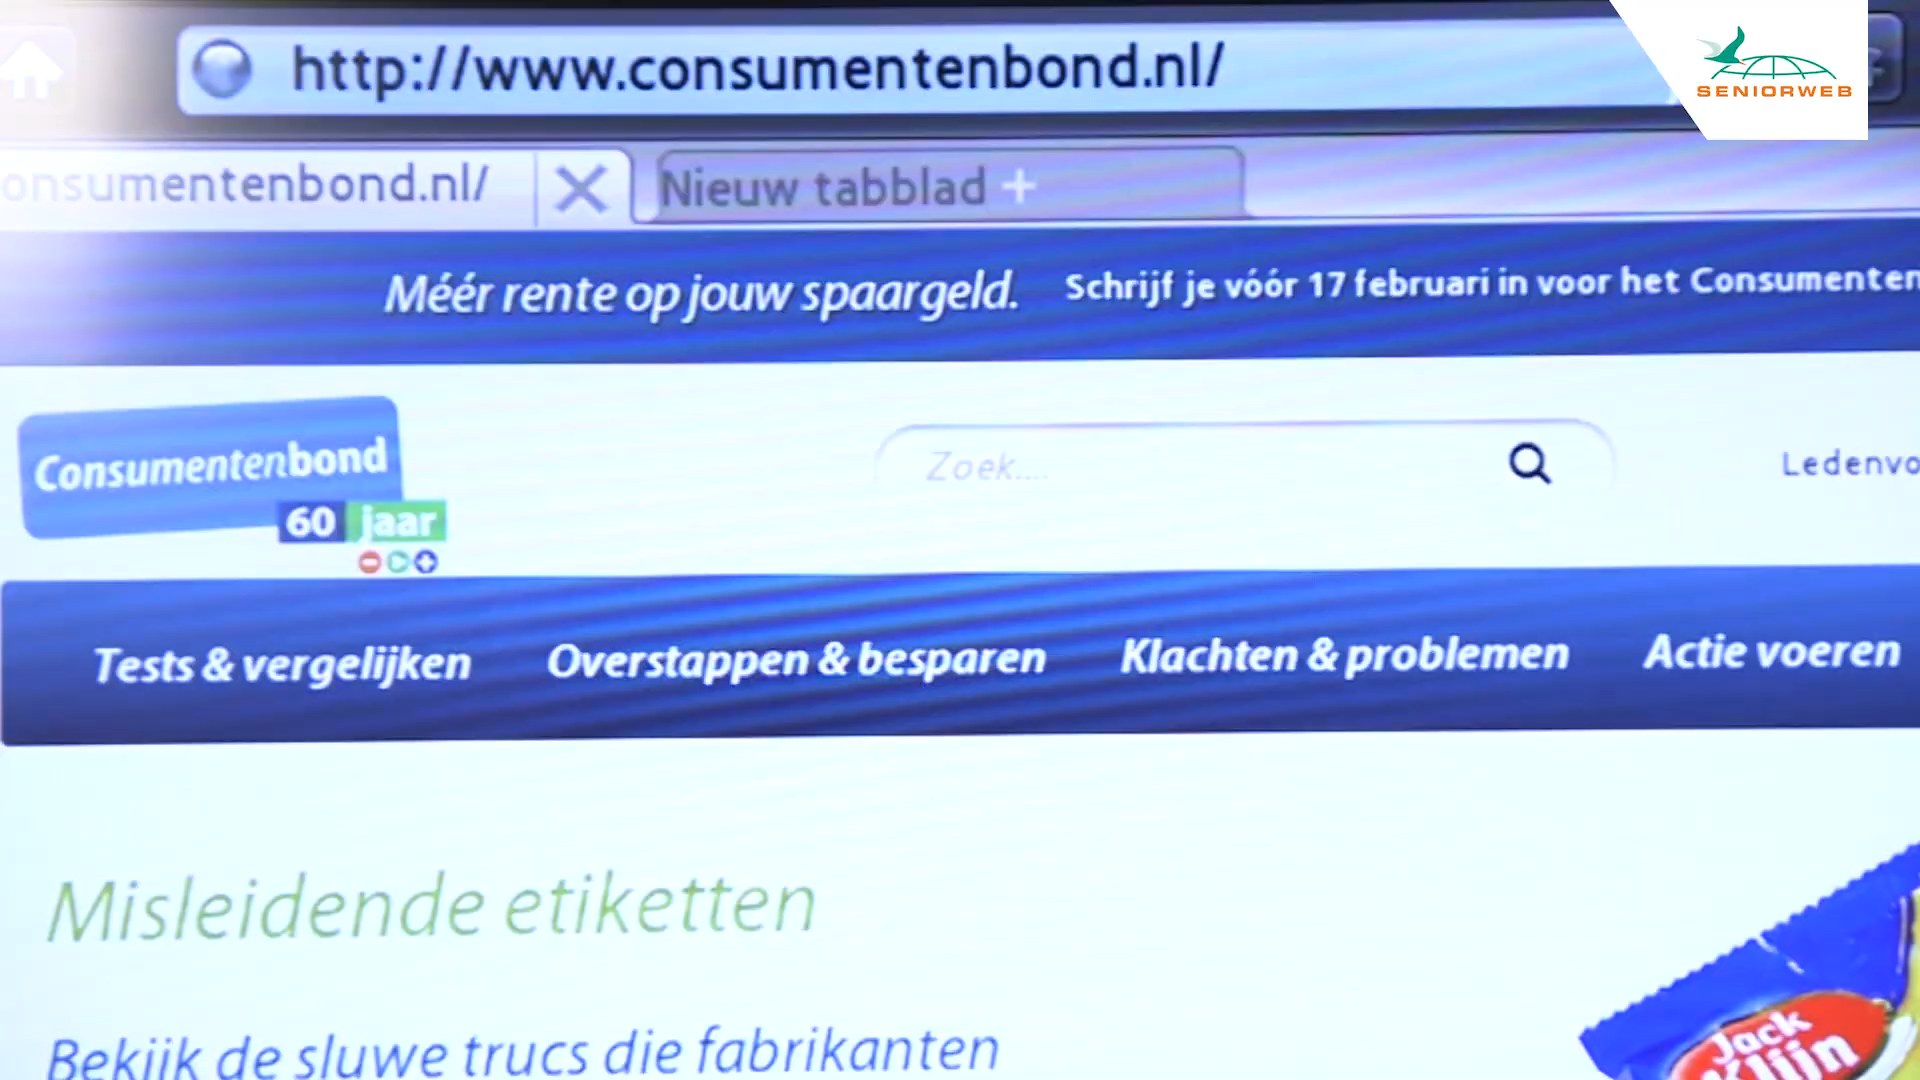 http://www.consumentenbond.nl/
SENIORWEB
onsumentenbond.nl/
Nieuw tabblad +
Méér rente op jouw spaargeld. Schrijf je vóór 17 februari in voor het Consumenten
Consumentenbond
60 jaar
Zoek....
Ledenvo
Tests & vergelijken Overstappen & besparen Klachten & problemen Actie voeren
Misleidende etiketten
Bekijk de sluwe trucs die fabrikanten
Jack
Klijn